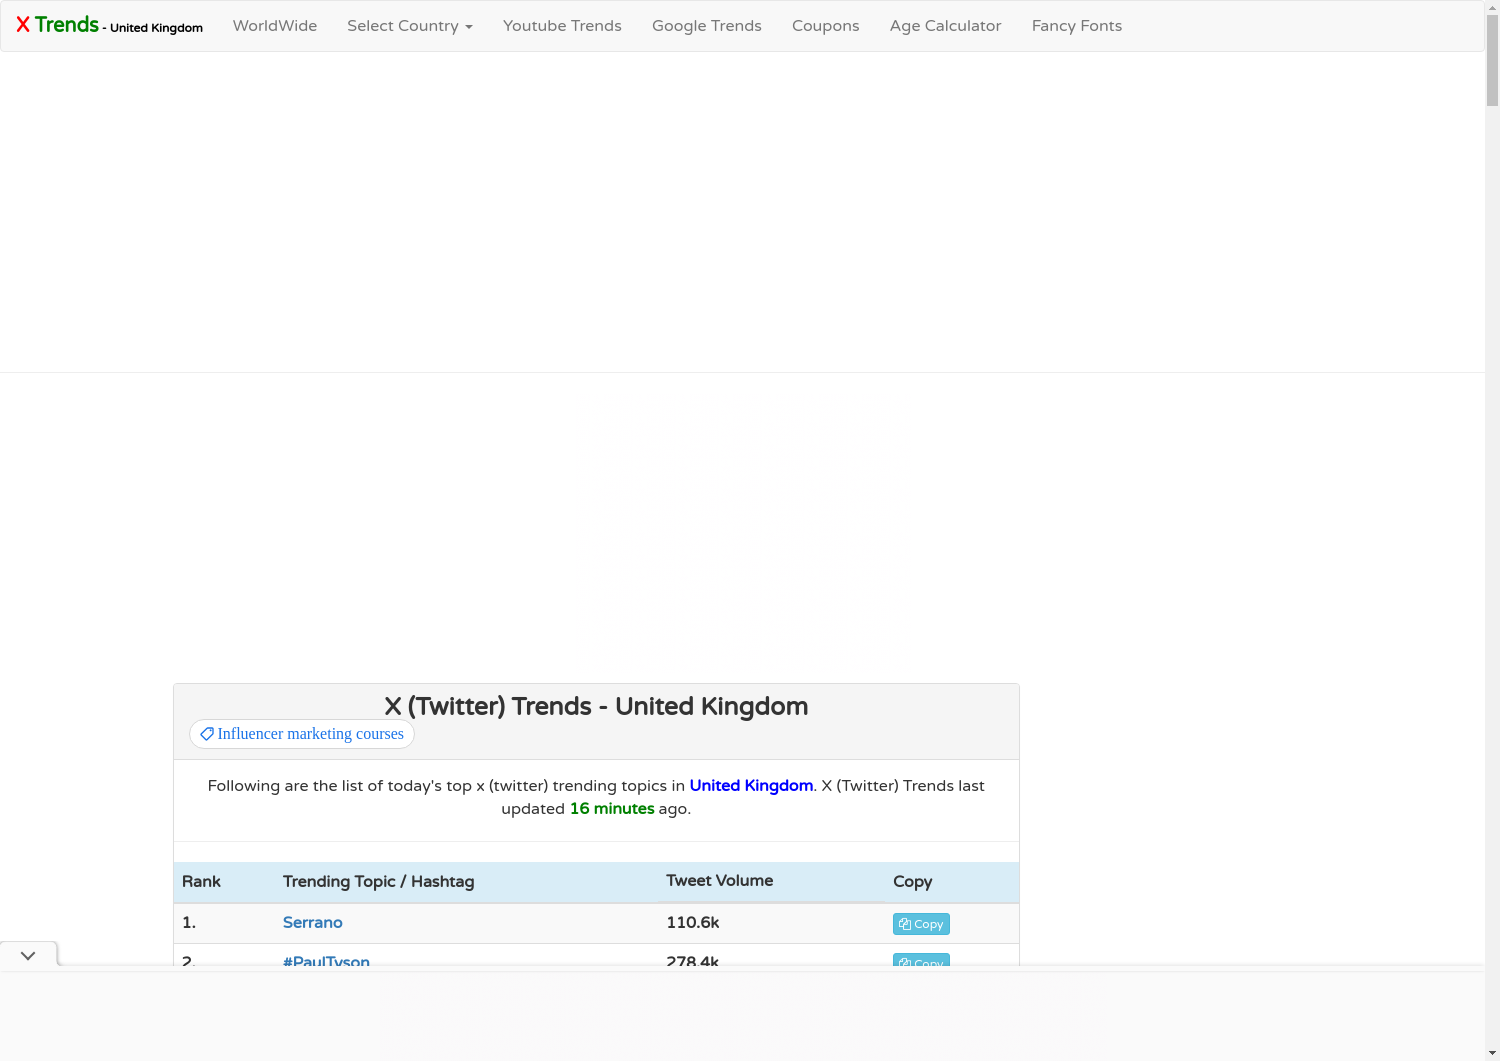 X Trends - United Kingdom WorldWide Select Country Youtube Trends Google Trends Coupons Age Calculator Fancy Fonts
X (Twitter) Trends - United Kingdom
Influencer marketing courses
Following are the list of today's top x (twitter) trending topics in United Kingdom. X (Twitter) Trends last
updated 16 minutes ago.
Rank Trending Topic / Hashtag Tweet Volume Copy
1. Serrano 110.6k Copy
2. #PaulTyson 278.4k Copy